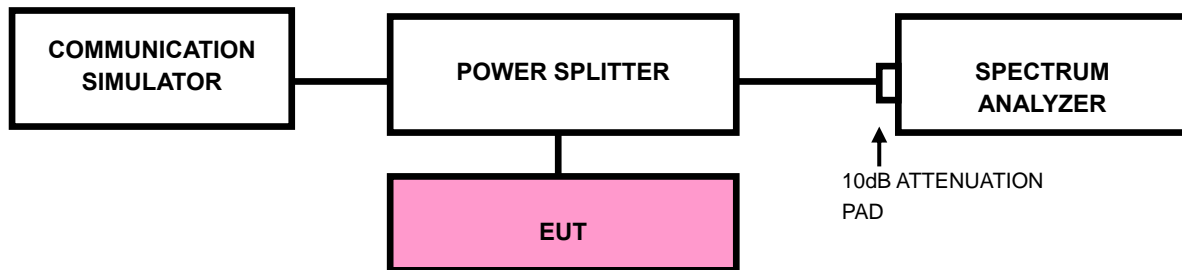 COMMUNICATION
SIMULATOR
POWER SPLITTER
SPECTRUM
ANALYZER
10dB ATTENUATION
PAD
EUT